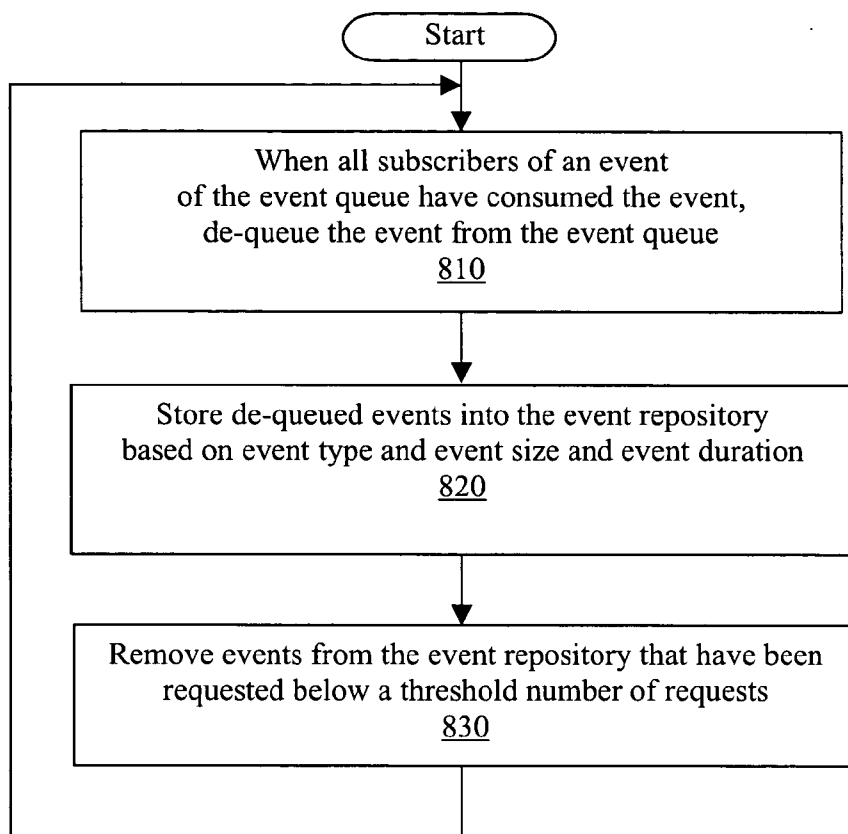 Start
When all subscribers of an event
of the event queue have consumed the event,
de-queue the event from the event queue
810
Store de-queued events into the event repository
based on event type and event size and event duration
820
Remove events from the event repository that have been
requested below a threshold number of requests
830